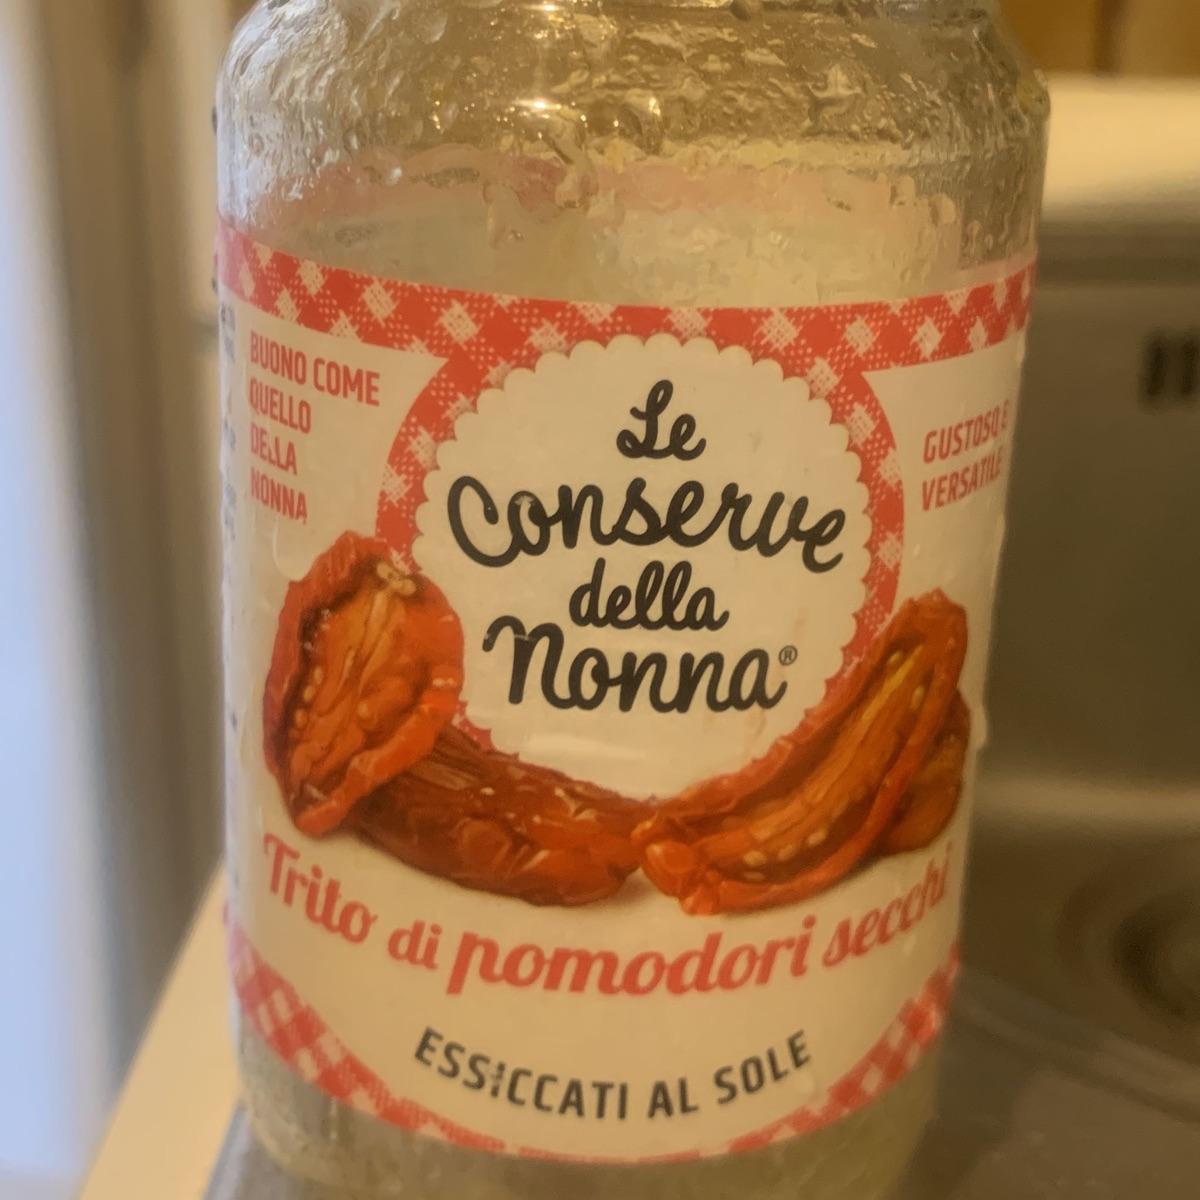 BUONO COME
QUELLO
DELLA
NONNA
Le
Conserve
della
Nonna®
GUSTOSO E
VERSATILE
Trito di pomodori secchi
ESSICCATI AL SOLE